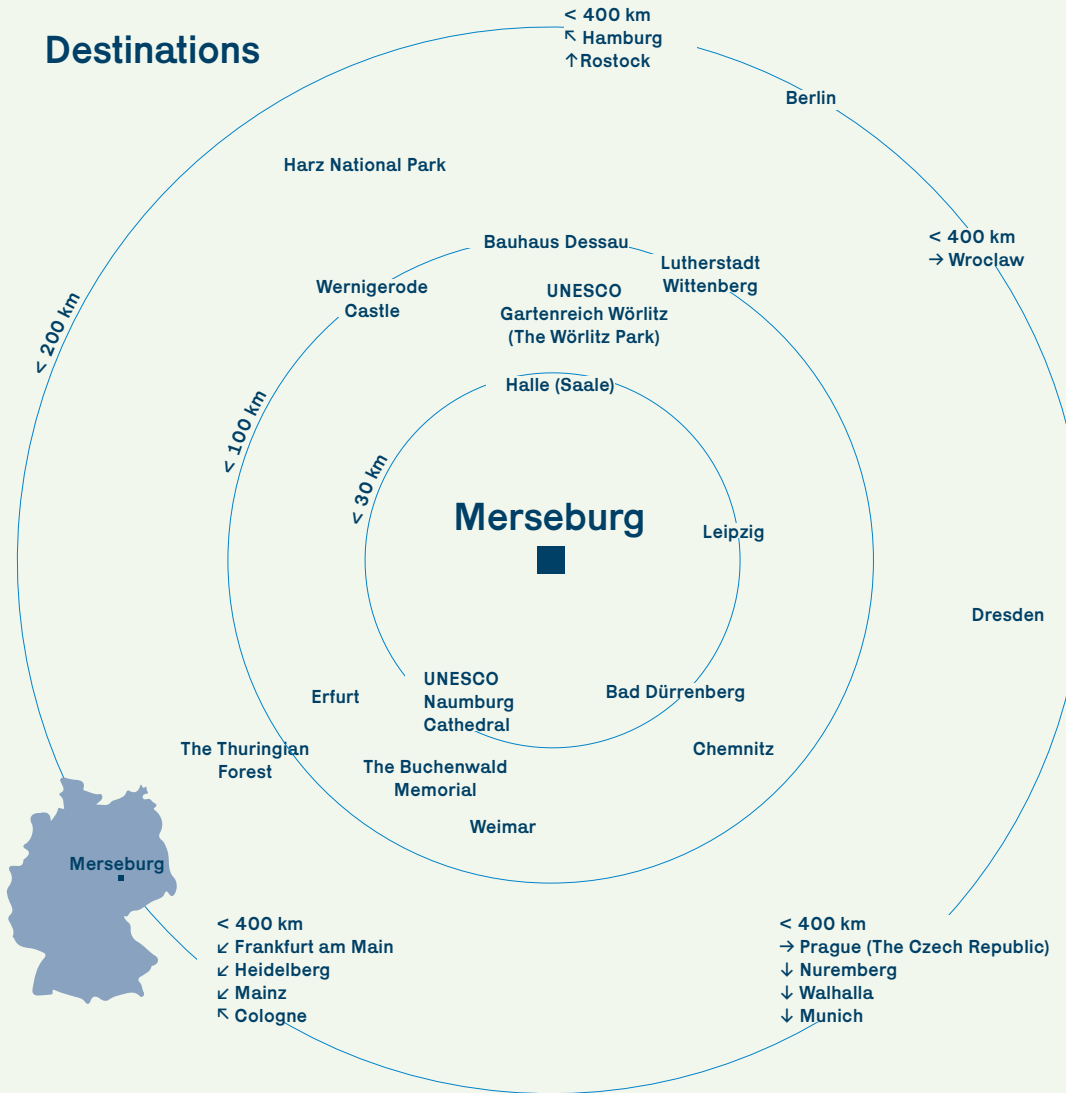 Destinations
< 400 km
↖ Hamburg
↑ Rostock
Berlin
Harz National Park
< 400 km
→ Wroclaw
Bauhaus Dessau
Lutherstadt
Wittenberg
Wernigerode
Castle
UNESCO
Gartenreich Wörlitz
(The Wörlitz Park)
< 200 km
Halle (Saale)
< 100 km
< 30 km
Merseburg
Leipzig
Dresden
UNESCO
Naumburg
Cathedral
Erfurt
Bad Dürrenberg
The Thuringian
Forest
Chemnitz
The Buchenwald
Memorial
Weimar
Merseburg
< 400 km
↙ Frankfurt am Main
↙ Heidelberg
↙ Mainz
↖ Cologne
< 400 km
→ Prague (The Czech Republic)
↓ Nuremberg
↓ Walhalla
↓ Munich